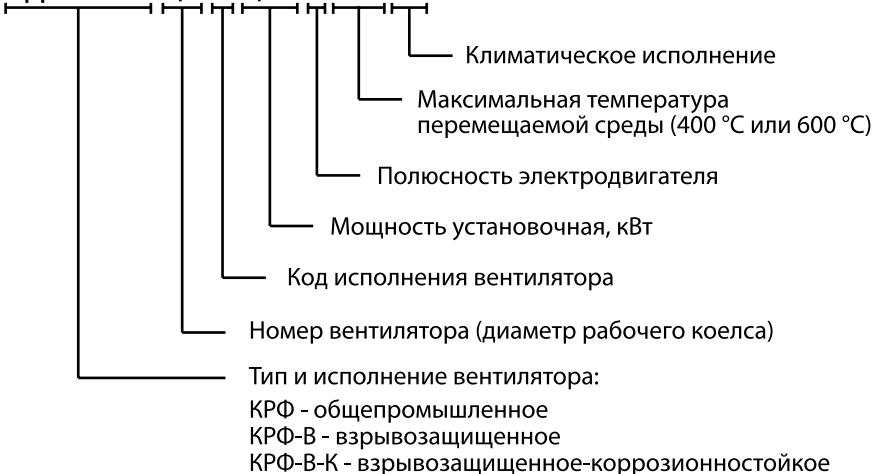 Климатическое исполнение
Максимальная температура
перемещаемой среды (400 °С или 600 °С)
Полюсность электродвигателя
Мощность установочная, кВт
Код исполнения вентилятора
Номер вентилятора (диаметр рабочего коелса)
Тип и исполнение вентилятора:
КРФ - общепромышленное
КРФ-В - взрывозащищенное
КРФ-В-К - взрывозащищенное-коррозионностойкое